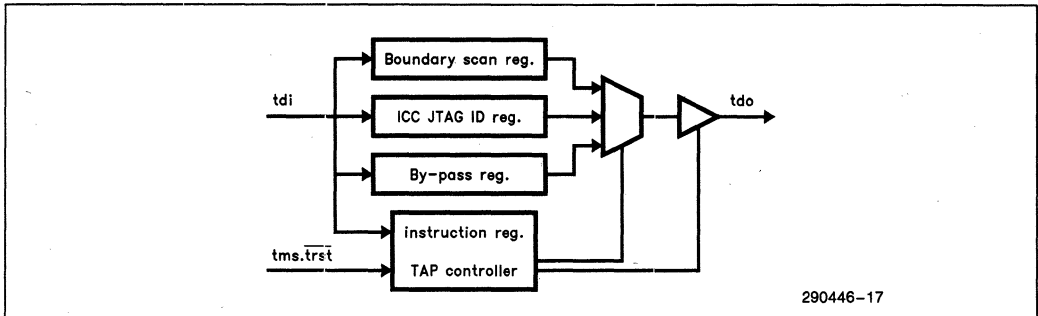 Boundary scan reg.
tdi
ICC JTAG ID reg.
tdo
By-pass reg.
instruction reg.
tms.t̅r̅s̅t̅
TAP controller
290446-17